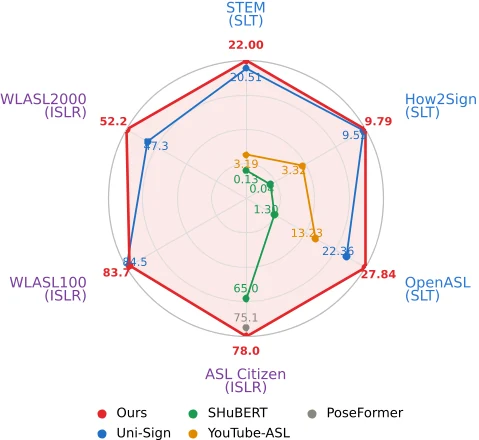 STEM
(SLT)
22.00
20.51
WLASL2000
(ISLR)
How2Sign
(SLT)
52.2
9.79
47.3
3.19
3.32
0.13
0.04
1.30
13.23
22.36
84.5
83.7
27.84
WLASL100
(ISLR)
OpenASL
(SLT)
65.0
75.1
78.0
ASL Citizen
(ISLR)
Ours
SHuBERT
PoseFormer
Uni-Sign
YouTube-ASL